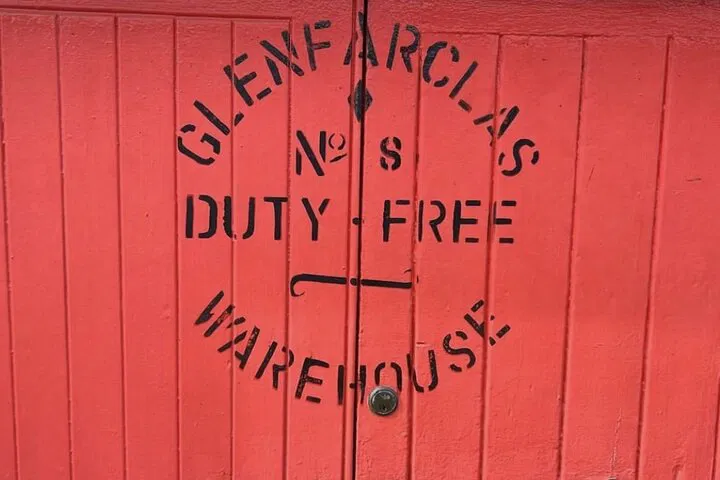 GLENFARCLAS
Nº 8
DUTY·FREE
WAREHOUSE